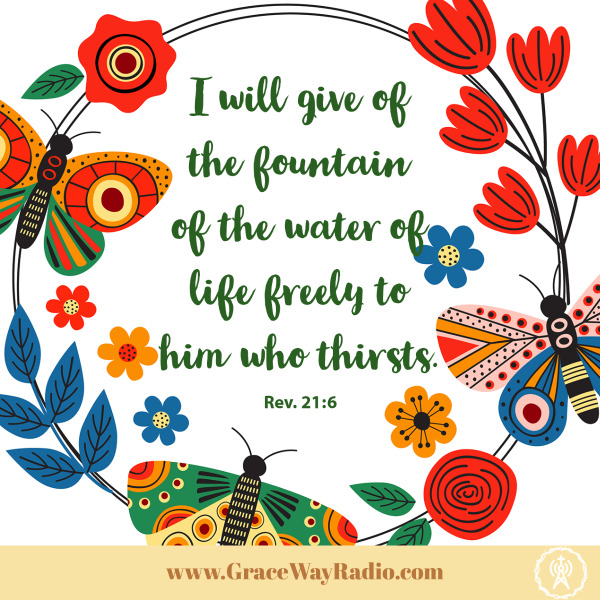 I will give of
the fountain
of the water of
life freely to
him who thirsts.
Rev. 21:6
www.GraceWayRadio.com